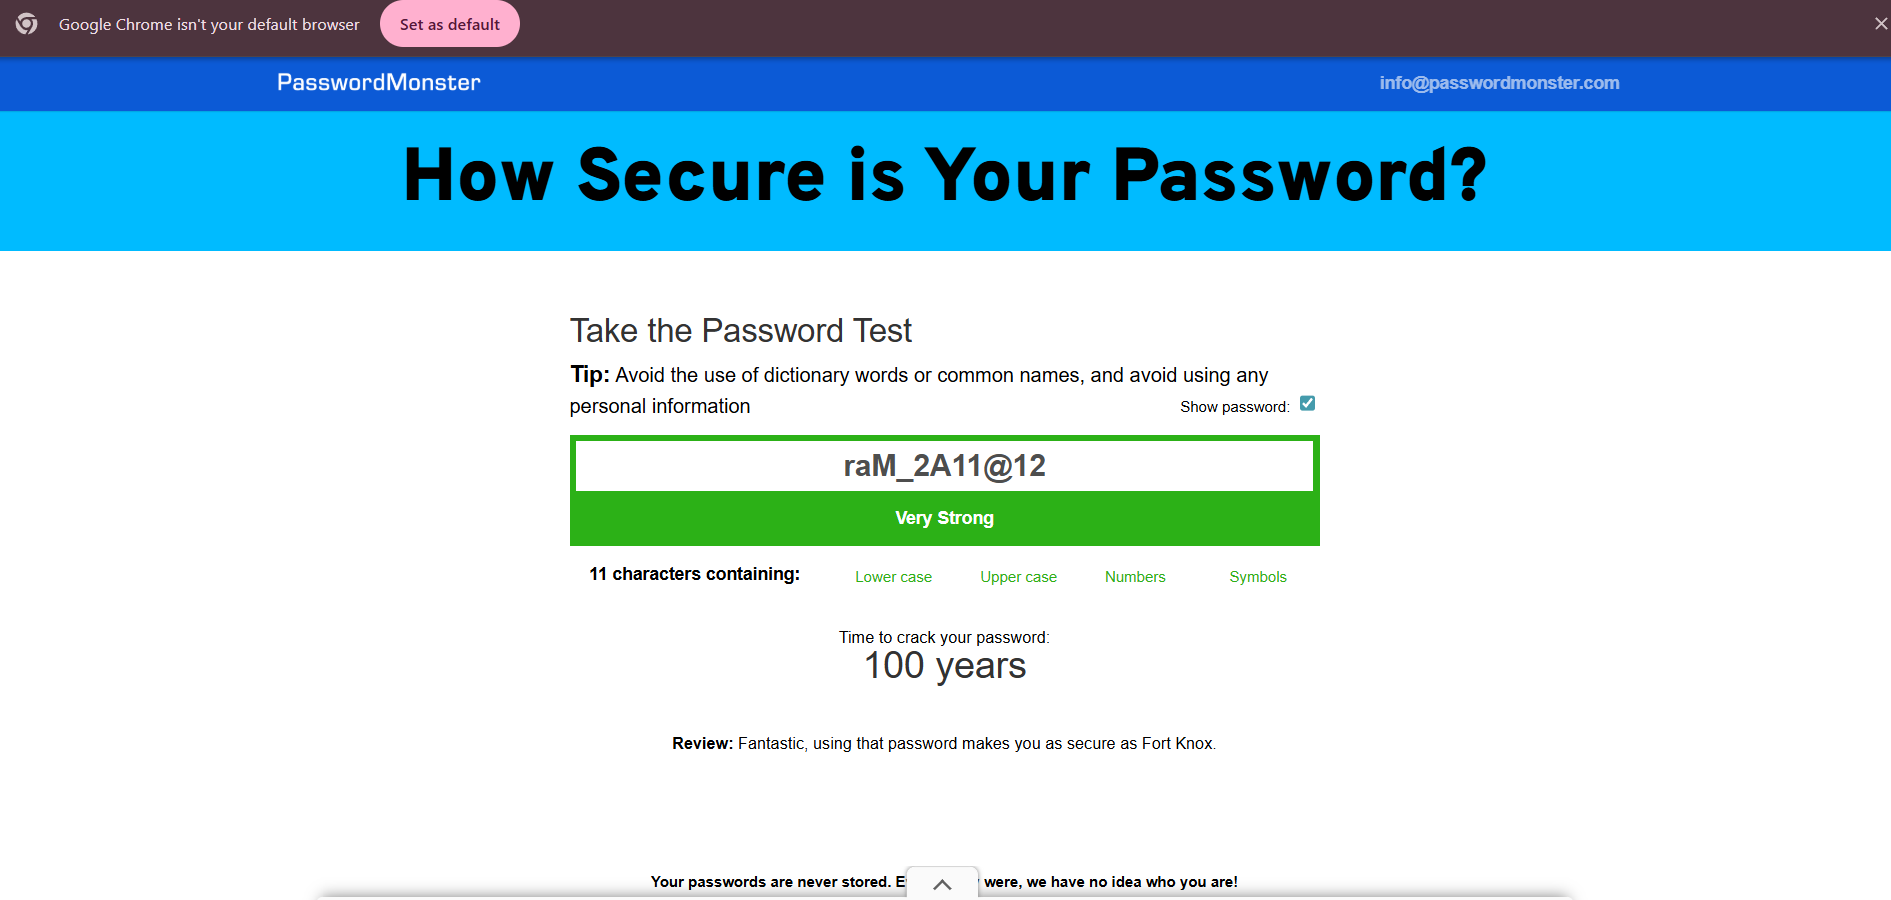 Google Chrome isn't your default browser Set as default
PasswordMonster info@passwordmonster.com
How Secure is Your Password?
Take the Password Test
Tip: Avoid the use of dictionary words or common names, and avoid using any
personal information Show password:
raM_2A11@12
Very Strong
11 characters containing: Lower case Upper case Numbers Symbols
Time to crack your password:
100 years
Review: Fantastic, using that password makes you as secure as Fort Knox.
Your passwords are never stored. were, we have no idea who you are!